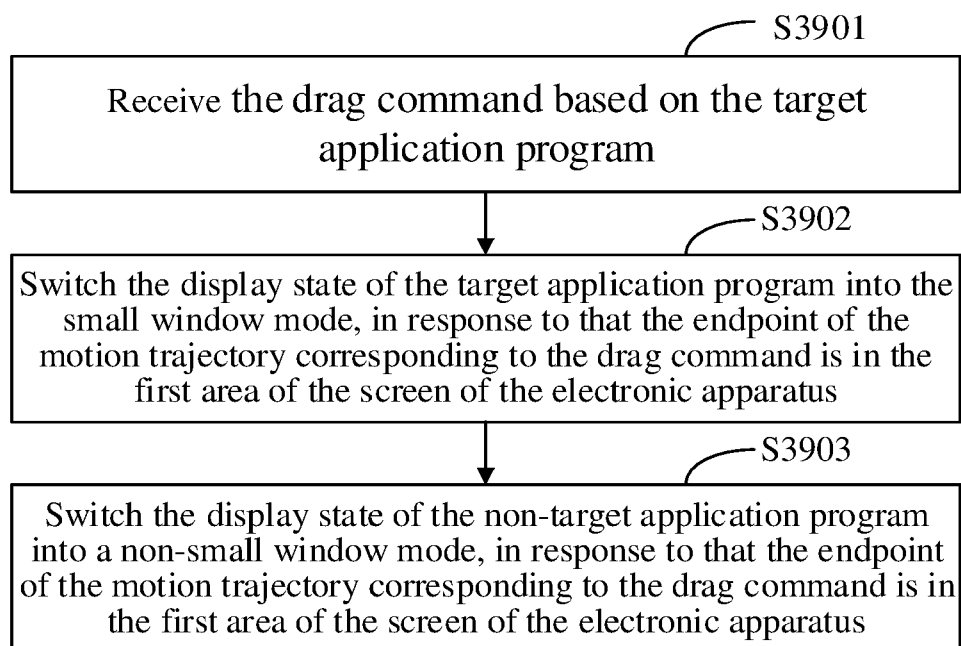 S3901
Receive the drag command based on the target
application program
S3902
Switch the display state of the target application program into the
small window mode, in response to that the endpoint of the
motion trajectory corresponding to the drag command is in the
first area of the screen of the electronic apparatus
S3903
Switch the display state of the non-target application program
into a non-small window mode, in response to that the endpoint
of the motion trajectory corresponding to the drag command is in
the first area of the screen of the electronic apparatus